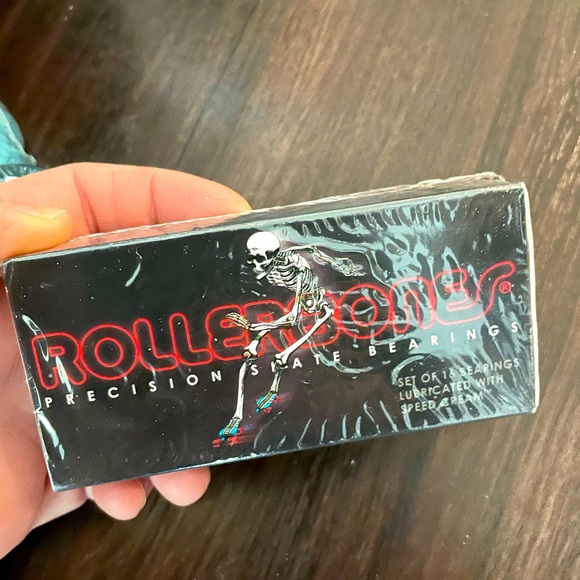 ROLLERBONES®
PRECISION SKATE BEARINGS
SET OF 16 BEARINGS
LUBRICATED WITH
SPEED CREAM